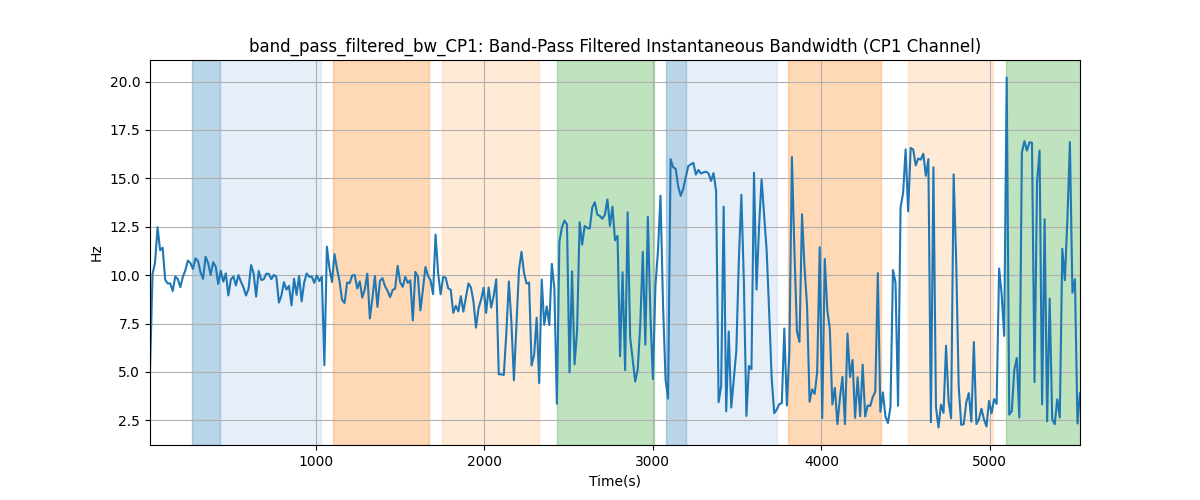 band_pass_filtered_bw_CP1: Band-Pass Filtered Instantaneous Bandwidth (CP1 Channel)
20.0
17.5
15.0
12.5
10.0
7.5
5.0
2.5
Hz
1000 2000 3000 4000 5000
Time(s)